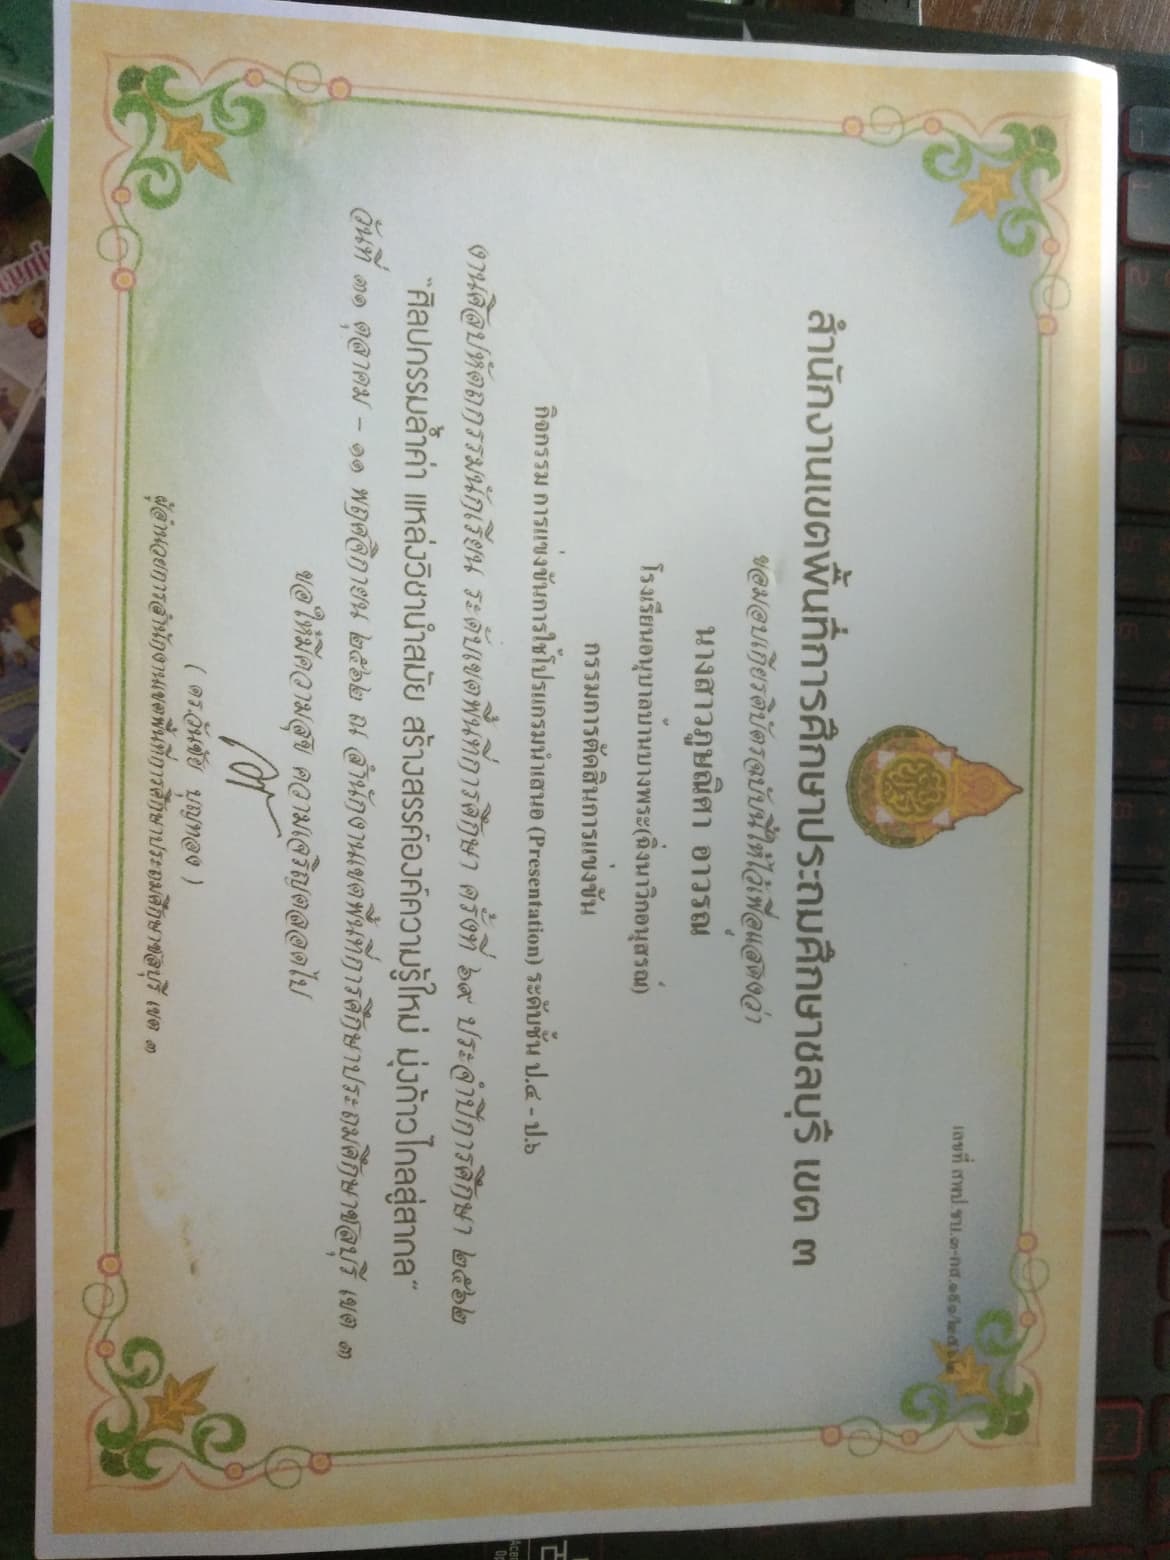 เลขที่ สพป.ชบ.๓-กส.
สำนักงานเขตพื้นที่การศึกษาประถมศึกษาชลบุรี เขต ๓
ขอมอบเกียรติบัตรฉบับนี้ให้ไว้เพื่อแสดงว่า
นางสาวภูษณิศา อาวรณ์
โรงเรียนอนุบาลบ้านบางพระ(ฉิ่งนาวิกอนุสรณ์)
กรรมการตัดสินการแข่งขัน
กิจกรรม การแข่งขันการใช้โปรแกรมนำเสนอ (Presentation) ระดับชั้น ป.๔ - ป.๖
งานศิลปหัตถกรรมนักเรียน ระดับเขตพื้นที่การศึกษา ครั้งที่ ๖๙ ประจำปีการศึกษา ๒๕๖๒
"ศิลปกรรมล้ำค่า แหล่งวิชานำสมัย สร้างสรรค์องค์ความรู้ใหม่ มุ่งก้าวไกลสู่สากล"
วันที่ ๓๑ ตุลาคม - ๑๑ พฤศจิกายน ๒๕๖๒ ณ สำนักงานเขตพื้นที่การศึกษาประถมศึกษาชลบุรี เขต ๓
ขอให้มีความสุข ความเจริญตลอดไป
( ดร.อันชัย บุญทอง )
ผู้อำนวยการสำนักงานเขตพื้นที่การศึกษาประถมศึกษาชลบุรี เขต ๓